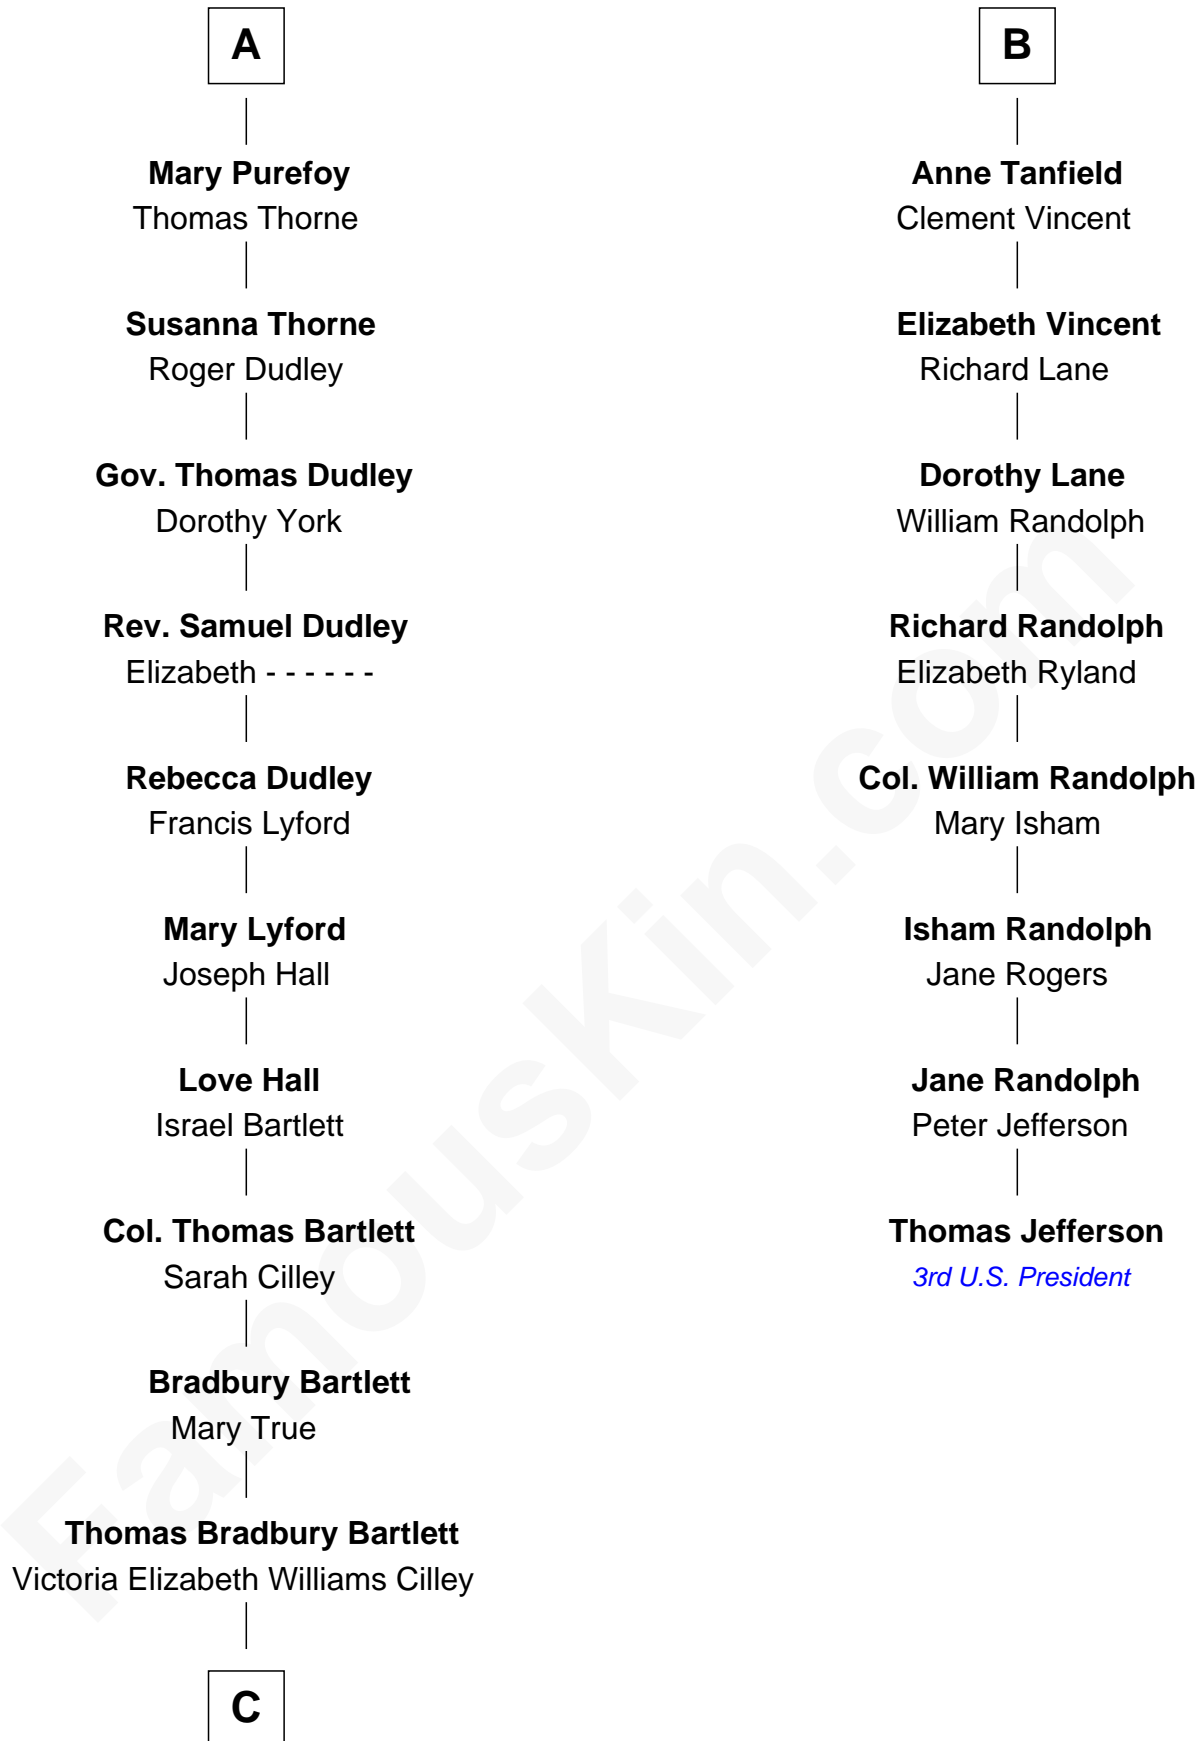 A
Mary Purefoy
Thomas Thorne
Susanna Thorne
Roger Dudley
Gov. Thomas Dudley
Dorothy York
Rev. Samuel Dudley
Elizabeth - - - - - -
Rebecca Dudley
Francis Lyford
Mary Lyford
Joseph Hall
Love Hall
Israel Bartlett
Col. Thomas Bartlett
Sarah Cilley
Bradbury Bartlett
Mary True
Thomas Bradbury Bartlett
Victoria Elizabeth Williams Cilley
C
B
Anne Tanfield
Clement Vincent
Elizabeth Vincent
Richard Lane
Dorothy Lane
William Randolph
Richard Randolph
Elizabeth Ryland
Col. William Randolph
Mary Isham
Isham Randolph
Jane Rogers
Jane Randolph
Peter Jefferson
Thomas Jefferson
3rd U.S. President
FamousKin.com